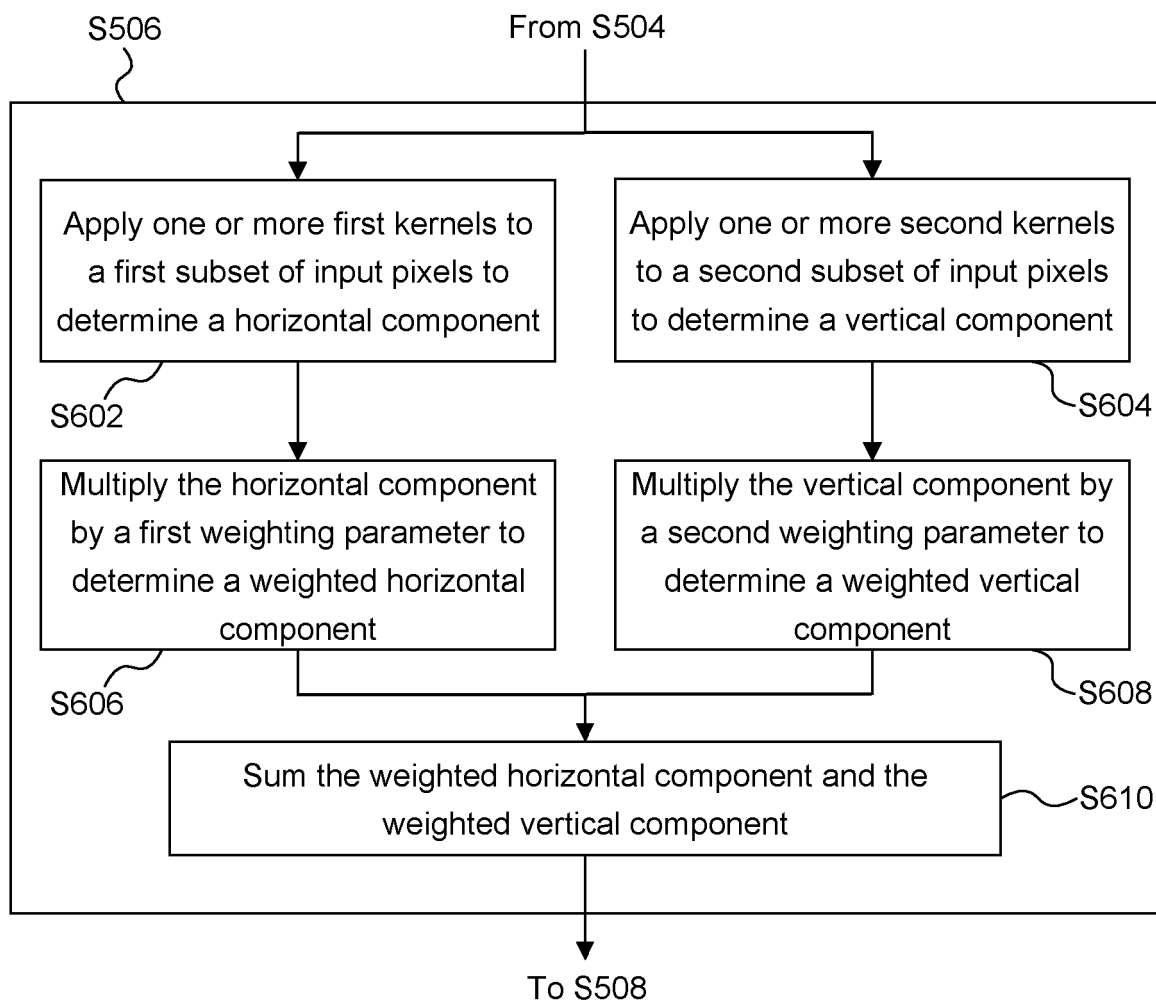 S506
From S504
Apply one or more first kernels to
a first subset of input pixels to
determine a horizontal component
Apply one or more second kernels
to a second subset of input pixels
to determine a vertical component
S602
S604
Multiply the horizontal component
by a first weighting parameter to
determine a weighted horizontal
component
Multiply the vertical component by
a second weighting parameter to
determine a weighted vertical
component
S606
S608
Sum the weighted horizontal component and the
weighted vertical component
S610
To S508